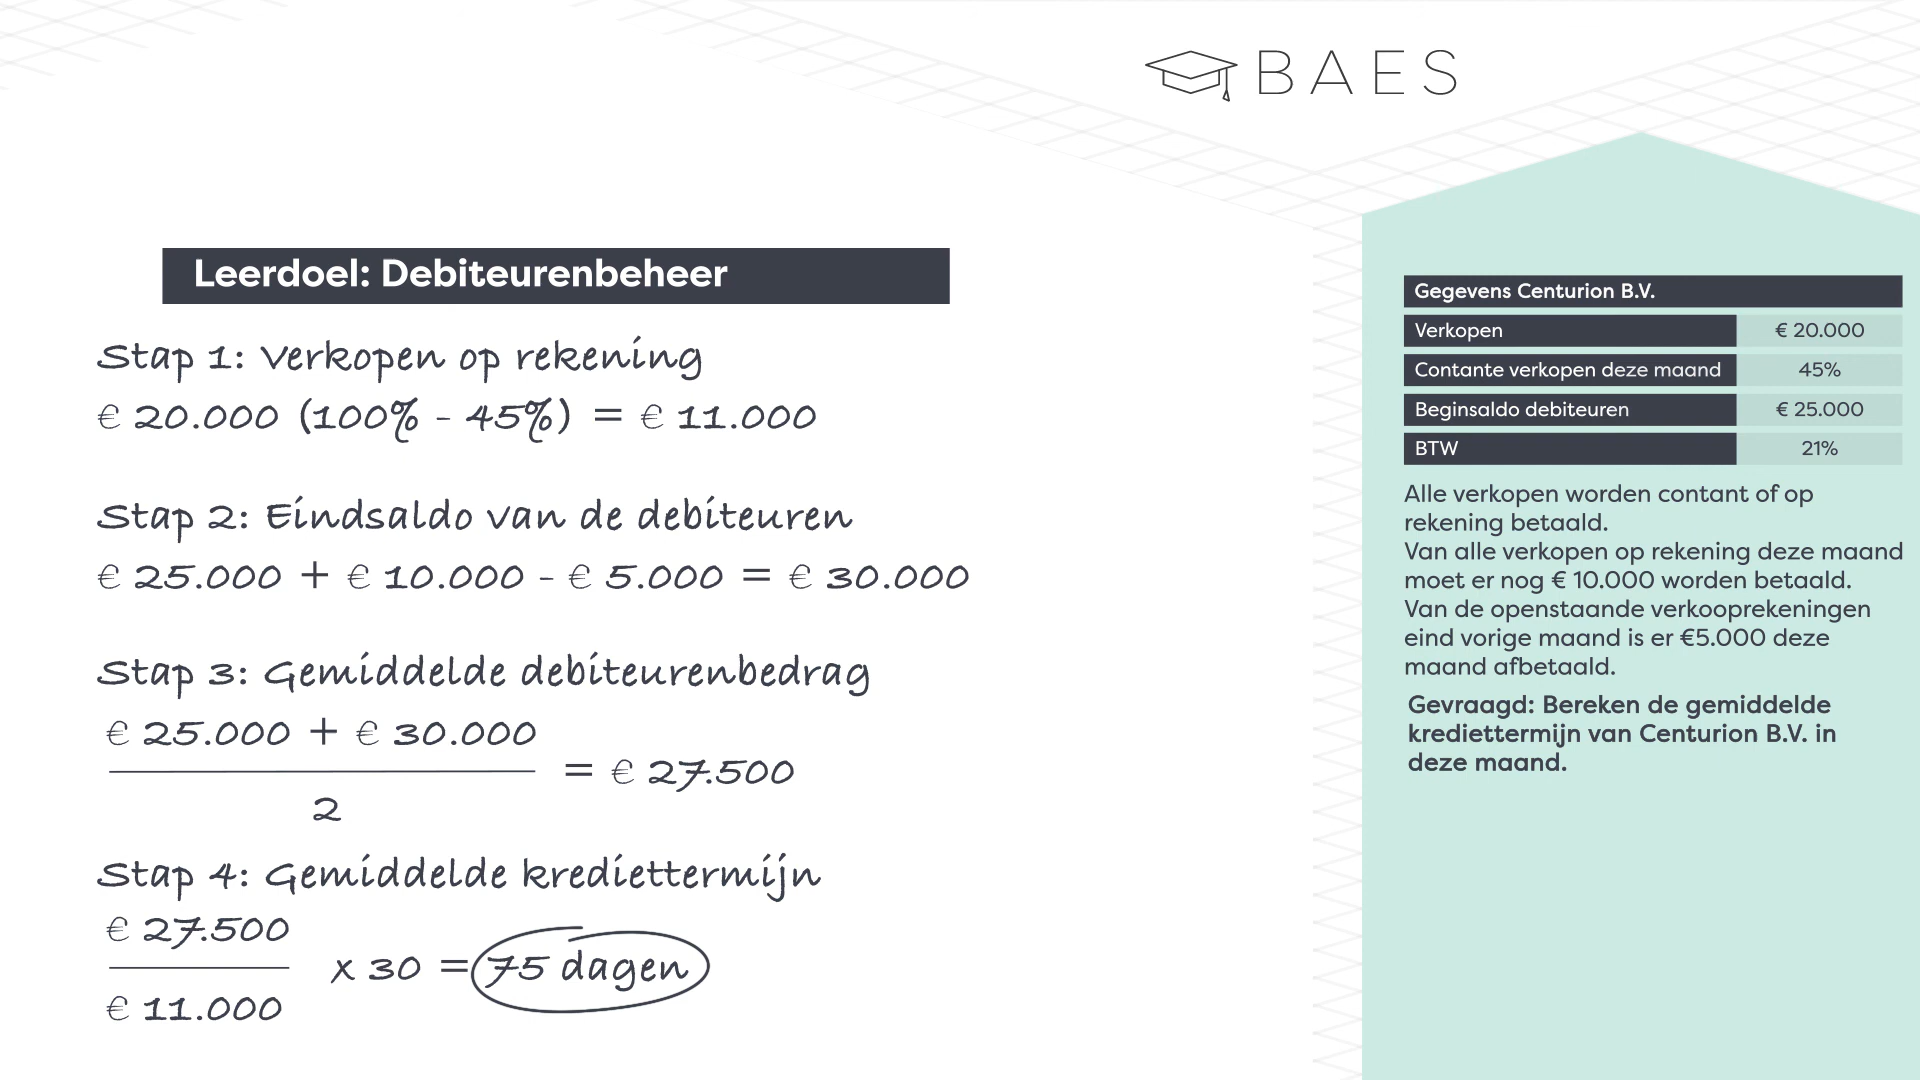 BAES
Leerdoel: Debiteurenbeheer
Stap 1: Verkopen op rekening
€ 20.000 (100% - 45%) = € 11.000
Stap 2: Eindsaldo van de debiteuren
€ 25.000 + € 10.000 - € 5.000 = € 30.000
Stap 3: Gemiddelde debiteurenbedrag
€ 25.000 + € 30.000
= € 27.500
2
Stap 4: Gemiddelde krediettermijn
€ 27.500
x 30 = 75 dagen
€ 11.000
Gegevens Centurion B.V.
Verkopen € 20.000
Contante verkopen deze maand 45%
Beginsaldo debiteuren € 25.000
BTW 21%
Alle verkopen worden contant of op
rekening betaald.
Van alle verkopen op rekening deze maand
moet er nog € 10.000 worden betaald.
Van de openstaande verkooprekeningen
eind vorige maand is er €5.000 deze
maand afbetaald.
Gevraagd: Bereken de gemiddelde
krediettermijn van Centurion B.V. in
deze maand.